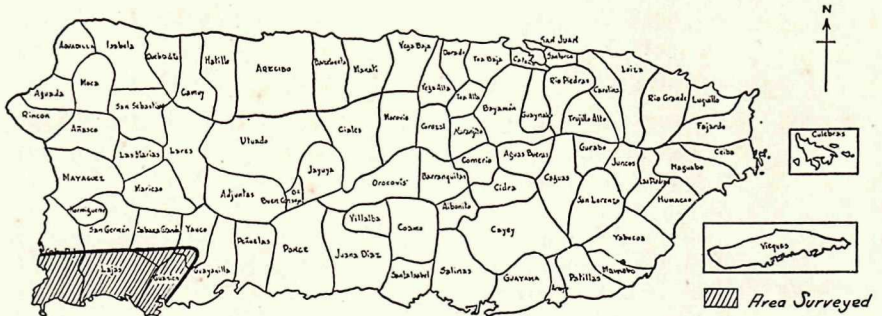 N
SAN JUAN
AGUADILLA
Isabela
Quebradillas
Hatillo
ARECIBO
Barceloneta
Manati
Vega Baja
Dorado
Toa Baja
Cataño
Santurce
Loiza
Moca
Camuy
Vega Alta
Toa Alta
Bayamón
Rio Piedras
Carolina
Rio Grande
Luquillo
Aguada
San Sebastian
Guaynabo
Trujillo Alto
Fajardo
Culebras
Rincon
Añasco
Utuado
Ciales
Morovis
Corozal
Naranjito
Ceiba
Las Marias
Lares
Jayuya
Orocovis
Barranquitas
Comerio
Aguas Buenas
Gurabo
Juncos
Naguabo
MAYAGUEZ
Maricao
Adjuntas
Cidra
Caguas
Las Piedras
Humacao
Hormigueros
Villalba
Coamo
Aibonito
San Lorenzo
San Germán
Sabana Grande
Yauco
Peñuelas
PONCE
Juana Diaz
Cayey
Yabucoa
Vieques
Lajas
Guanica
Guayanilla
Santa Isabel
Salinas
GUAYAMA
Patillas
Maunabo
Area Surveyed